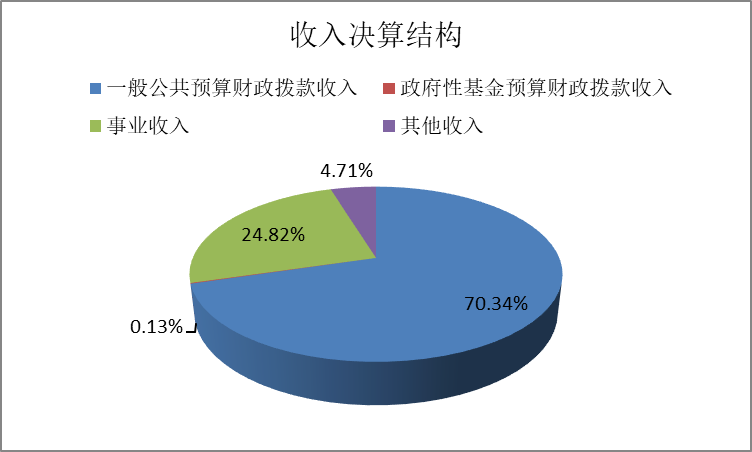 收入决算结构
一般公共预算财政拨款收入 政府性基金预算财政拨款收入
事业收入 其他收入
4.71%
24.82%
70.34%
0.13%